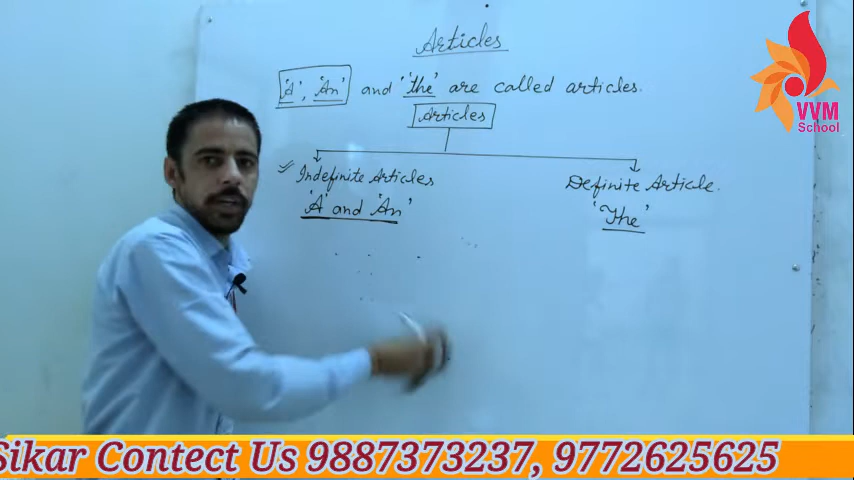 Articles
'A', 'An' and 'the' are called articles.
Articles
Indefinite Articles
'A' and 'An'
Definite Article.
'The'
VVM
School
Sikar Contect Us 9887373237, 9772625625